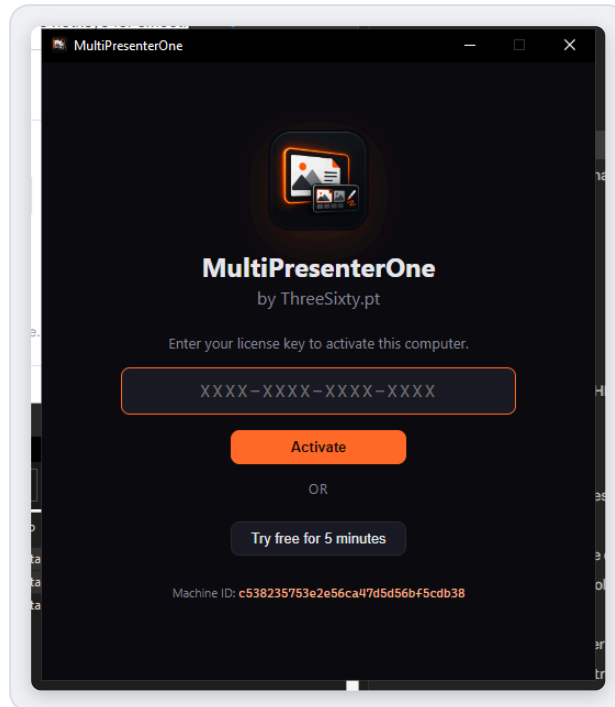 MultiPresenterOne
MultiPresenterOne
by ThreeSixty.pt
Enter your license key to activate this computer.
XXXX-XXXX-XXXX-XXXX
Activate
OR
Try free for 5 minutes
Machine ID: c538235753e2e56ca47d5d56bf5cdb38